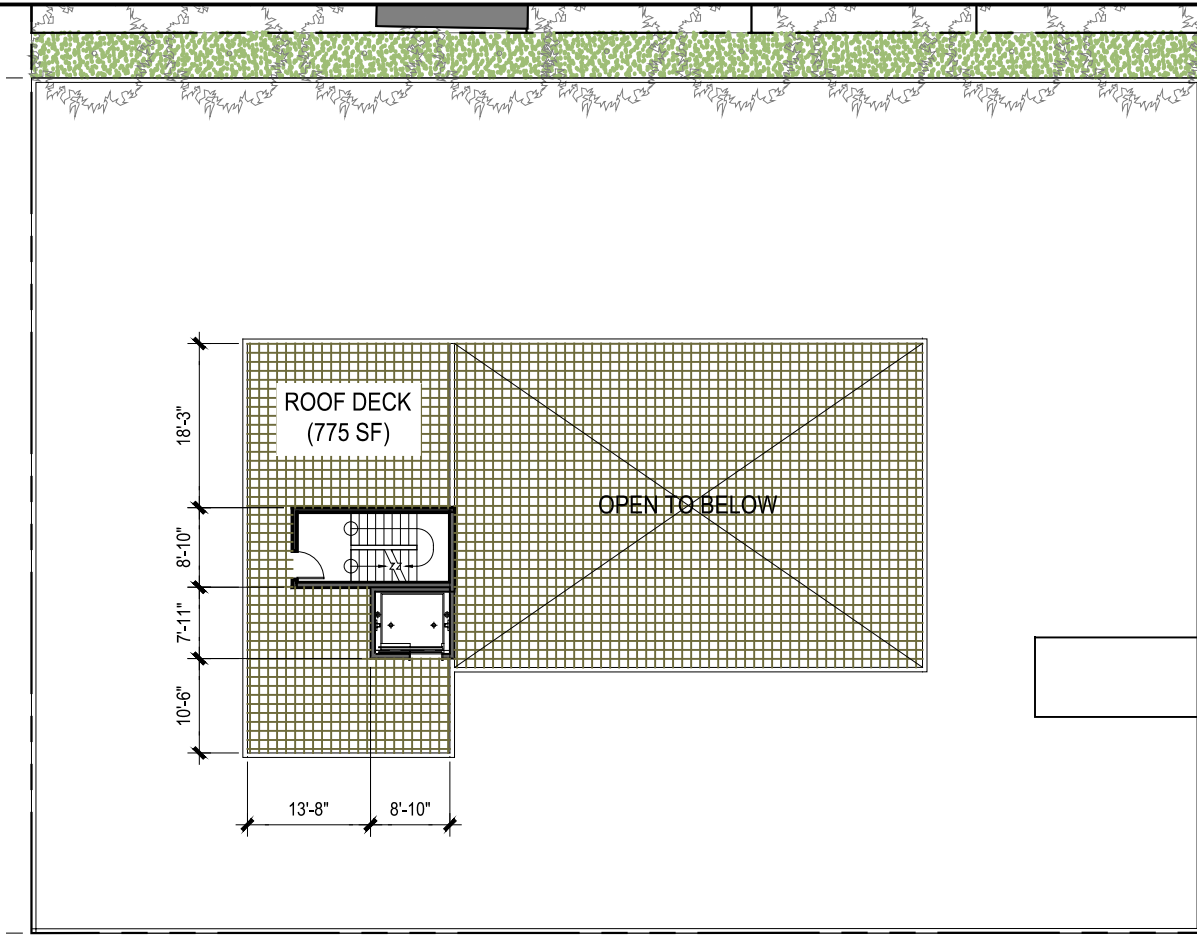 ROOF DECK
(775 SF)
OPEN TO BELOW
18'-3"
8'-10"
7'-11"
10'-6"
13'-8"
8'-10"